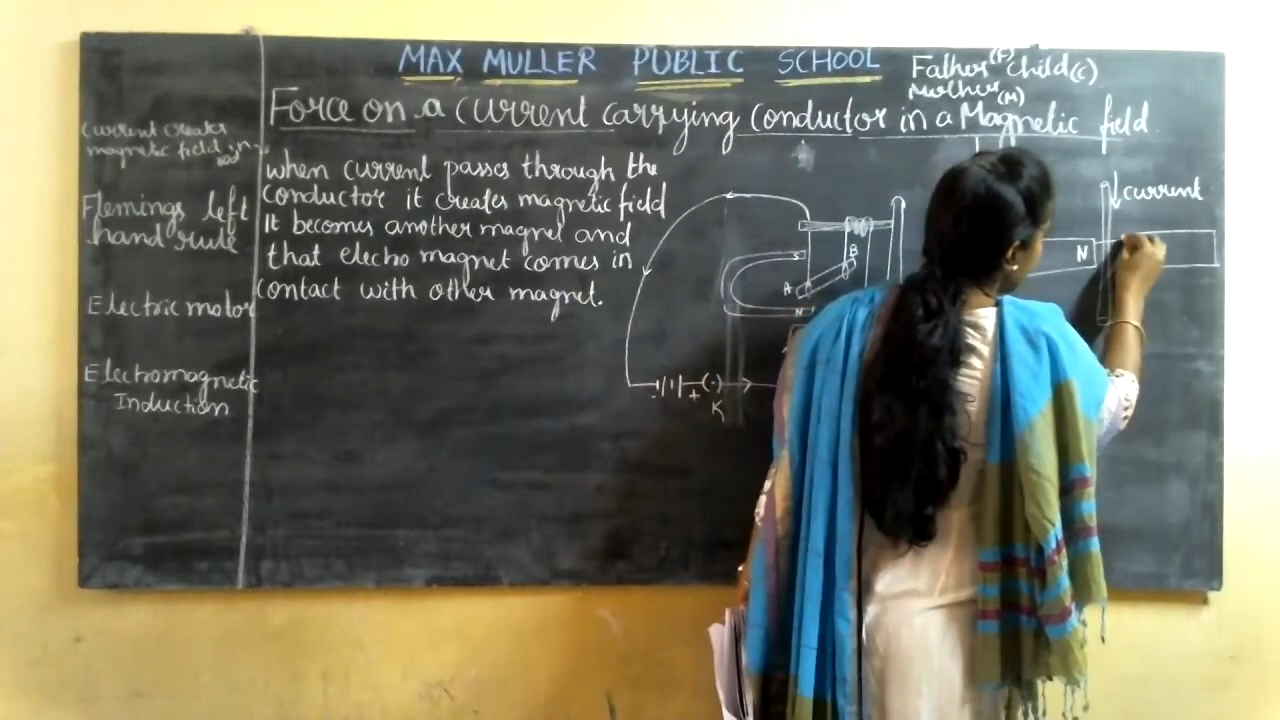 MAX MULLER PUBLIC SCHOOL
Father (F) child (C)
Mother (M)
Force on a current carrying conductor in a Magnetic field
current creates
magnetic field in
Flemings left
hand rule
Electric motor
Electromagnetic
Induction
when current passes through the
conductor it creates magnetic field
It becomes another magnet and
that electro magnet comes in
contact with other magnet.
S
B
A
N
- +
K
current
N